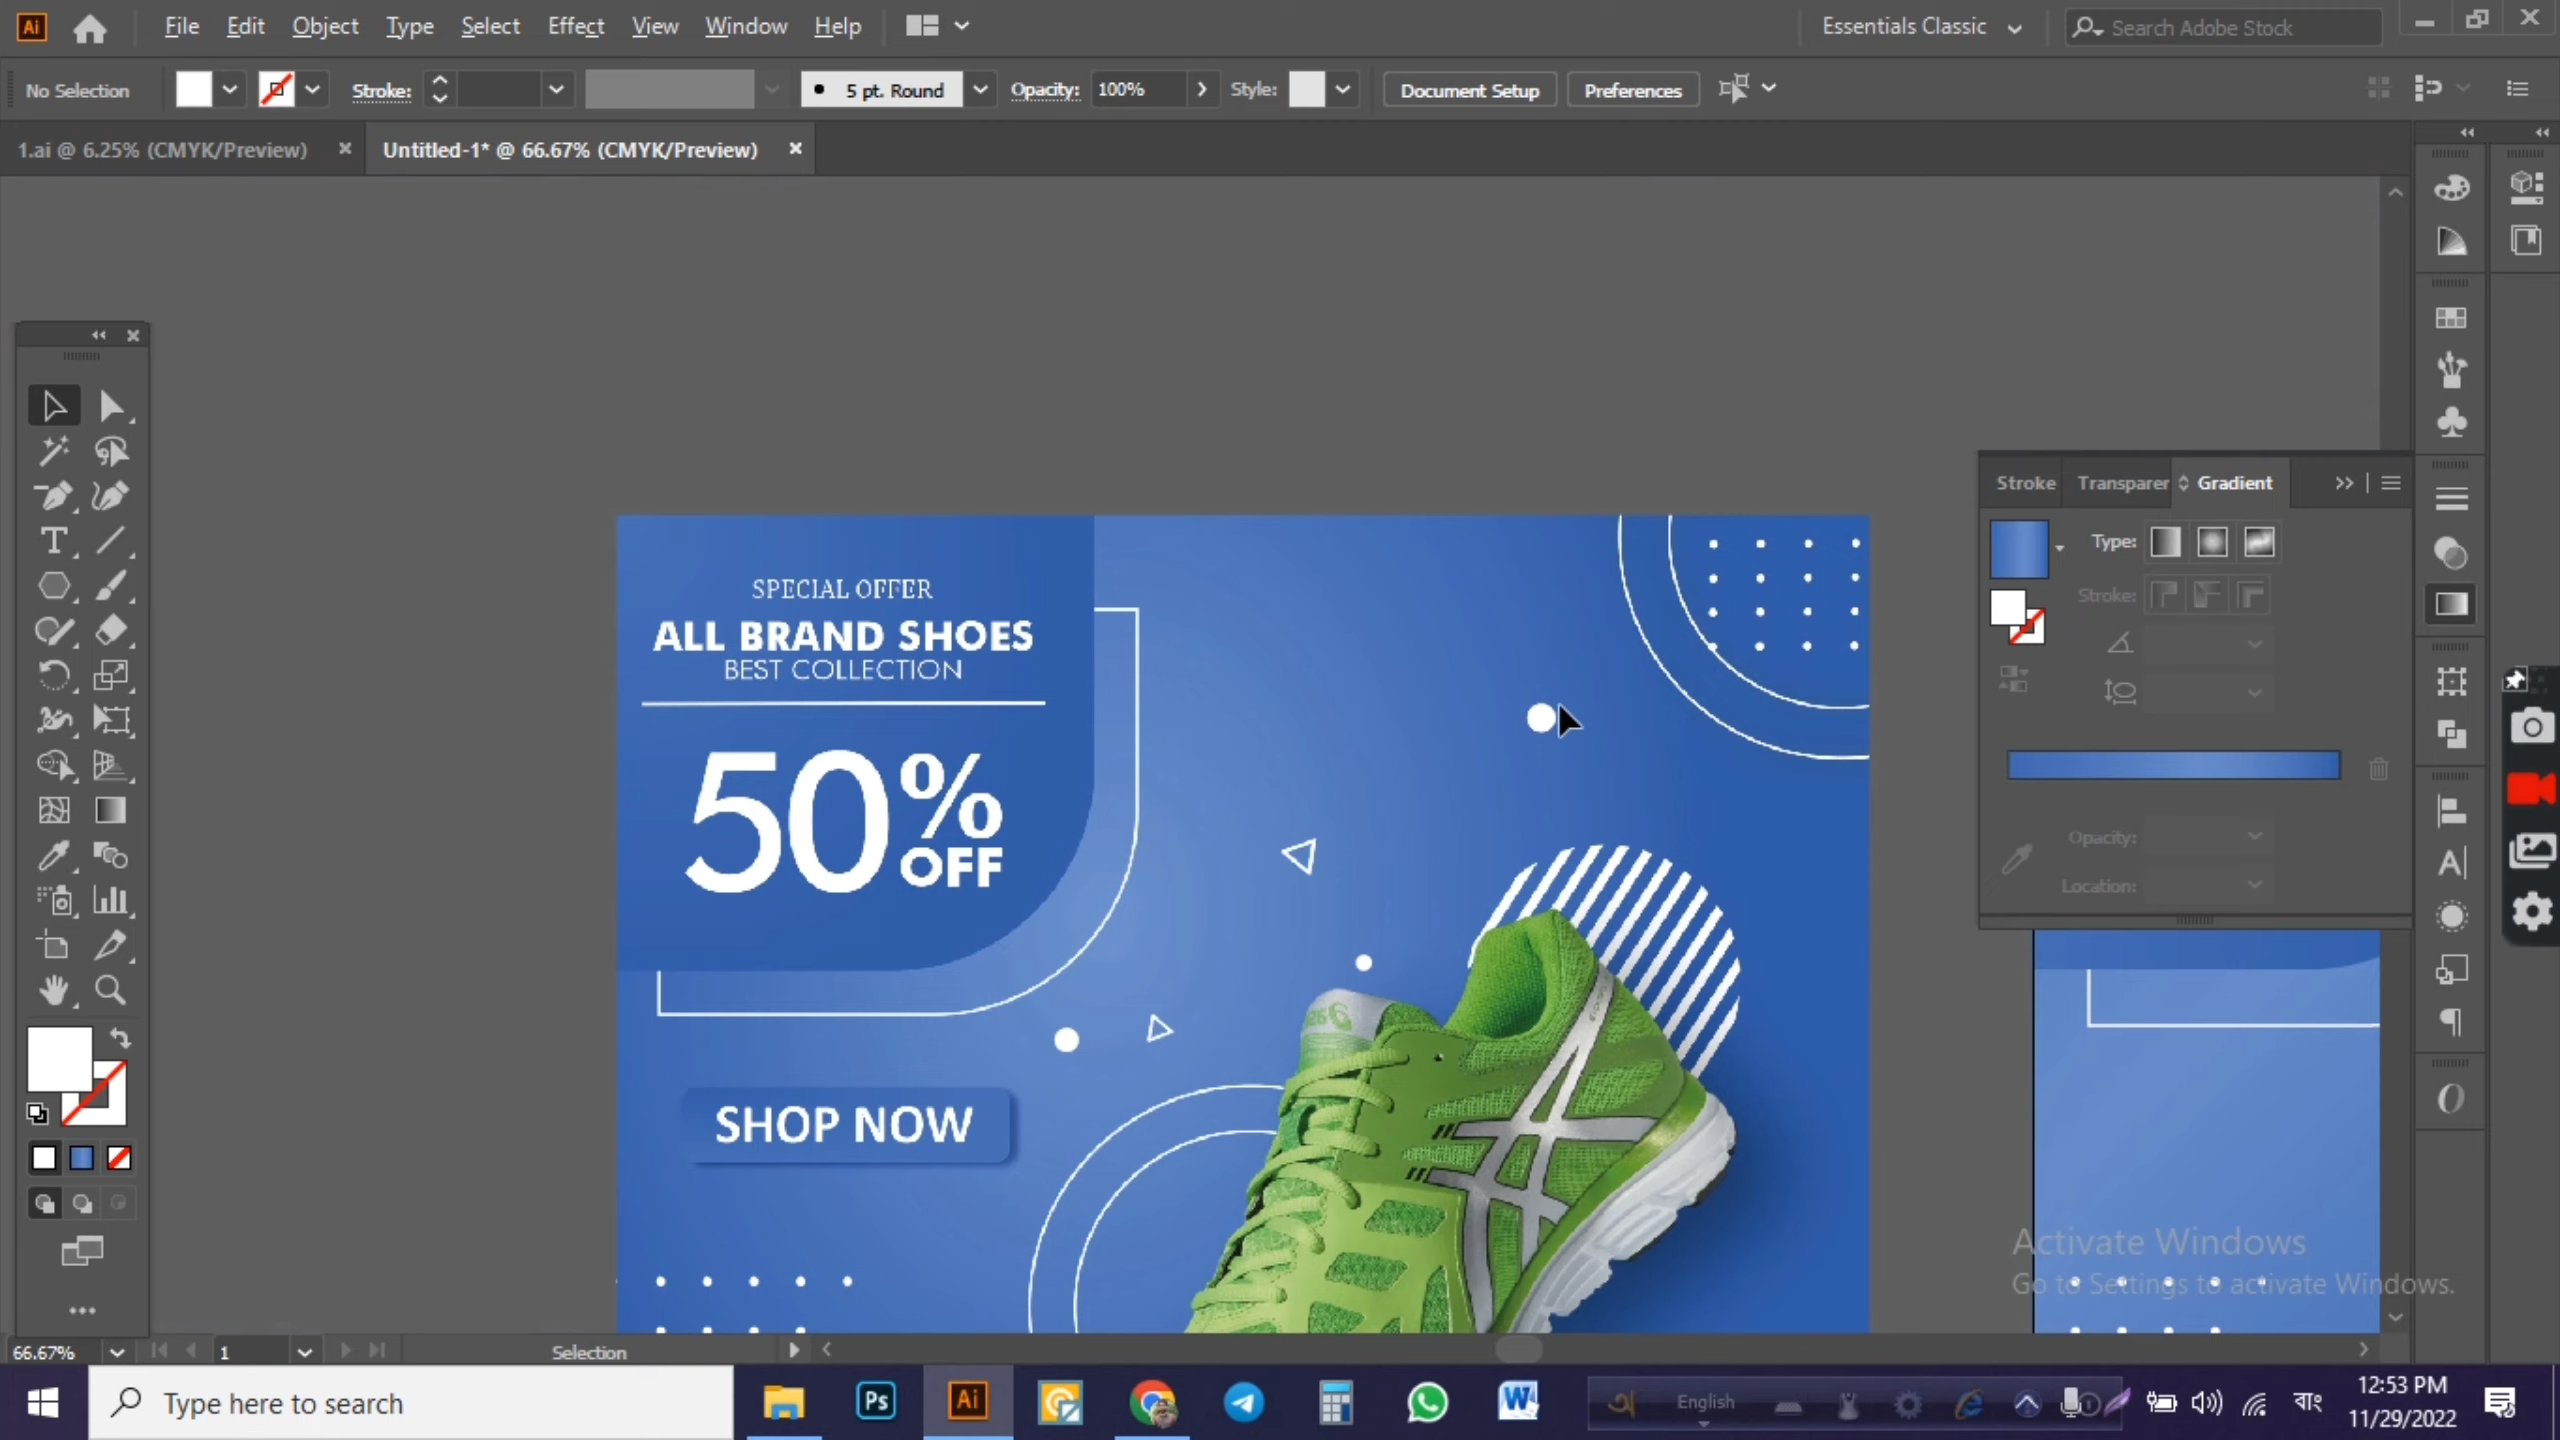 Ai File Edit Object Type Select Effect View Window Help Essentials Classic Search Adobe Stock
No Selection Stroke: 5 pt. Round Opacity: 100% Style: Document Setup Preferences
1.ai @ 6.25% (CMYK/Preview) Untitled-1* @ 66.67% (CMYK/Preview)
Stroke Transparer Gradient
Type:
Stroke:
Opacity:
Location:
SPECIAL OFFER
ALL BRAND SHOES
BEST COLLECTION
50%
OFF
SHOP NOW
Activate Windows
Go to Settings to activate Windows.
66.67% 1 Selection
Type here to search
Ps Ai W অ English বাং
12:53 PM
11/29/2022